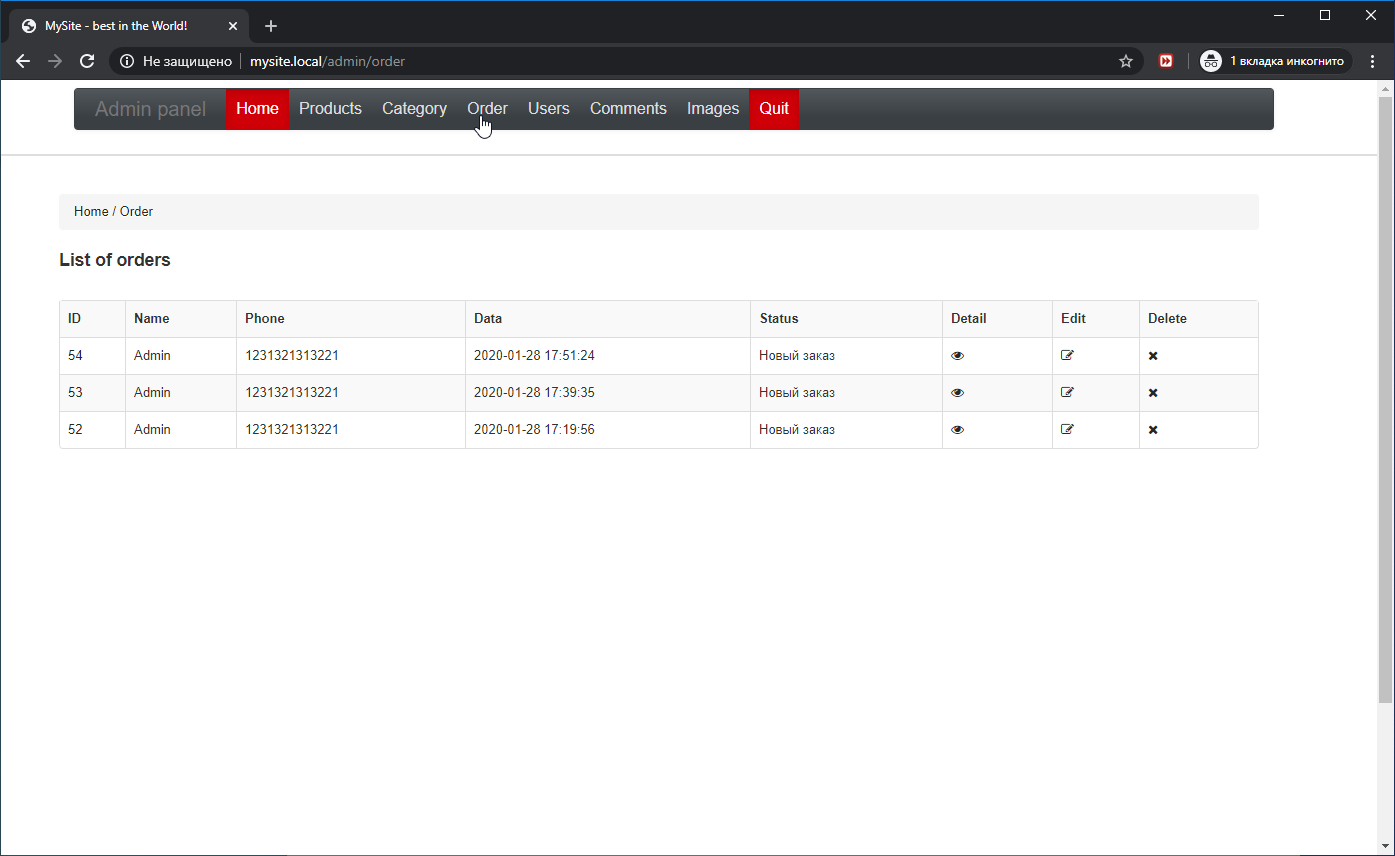 MySite - best in the World!
Не защищено mysite.local/admin/order 1 вкладка инкогнито
Admin panel Home Products Category Order Users Comments Images Quit
Home / Order
List of orders
ID Name Phone Data Status Detail Edit Delete
54 Admin 1231321313221 2020-01-28 17:51:24 Новый заказ
53 Admin 1231321313221 2020-01-28 17:39:35 Новый заказ
52 Admin 1231321313221 2020-01-28 17:19:56 Новый заказ